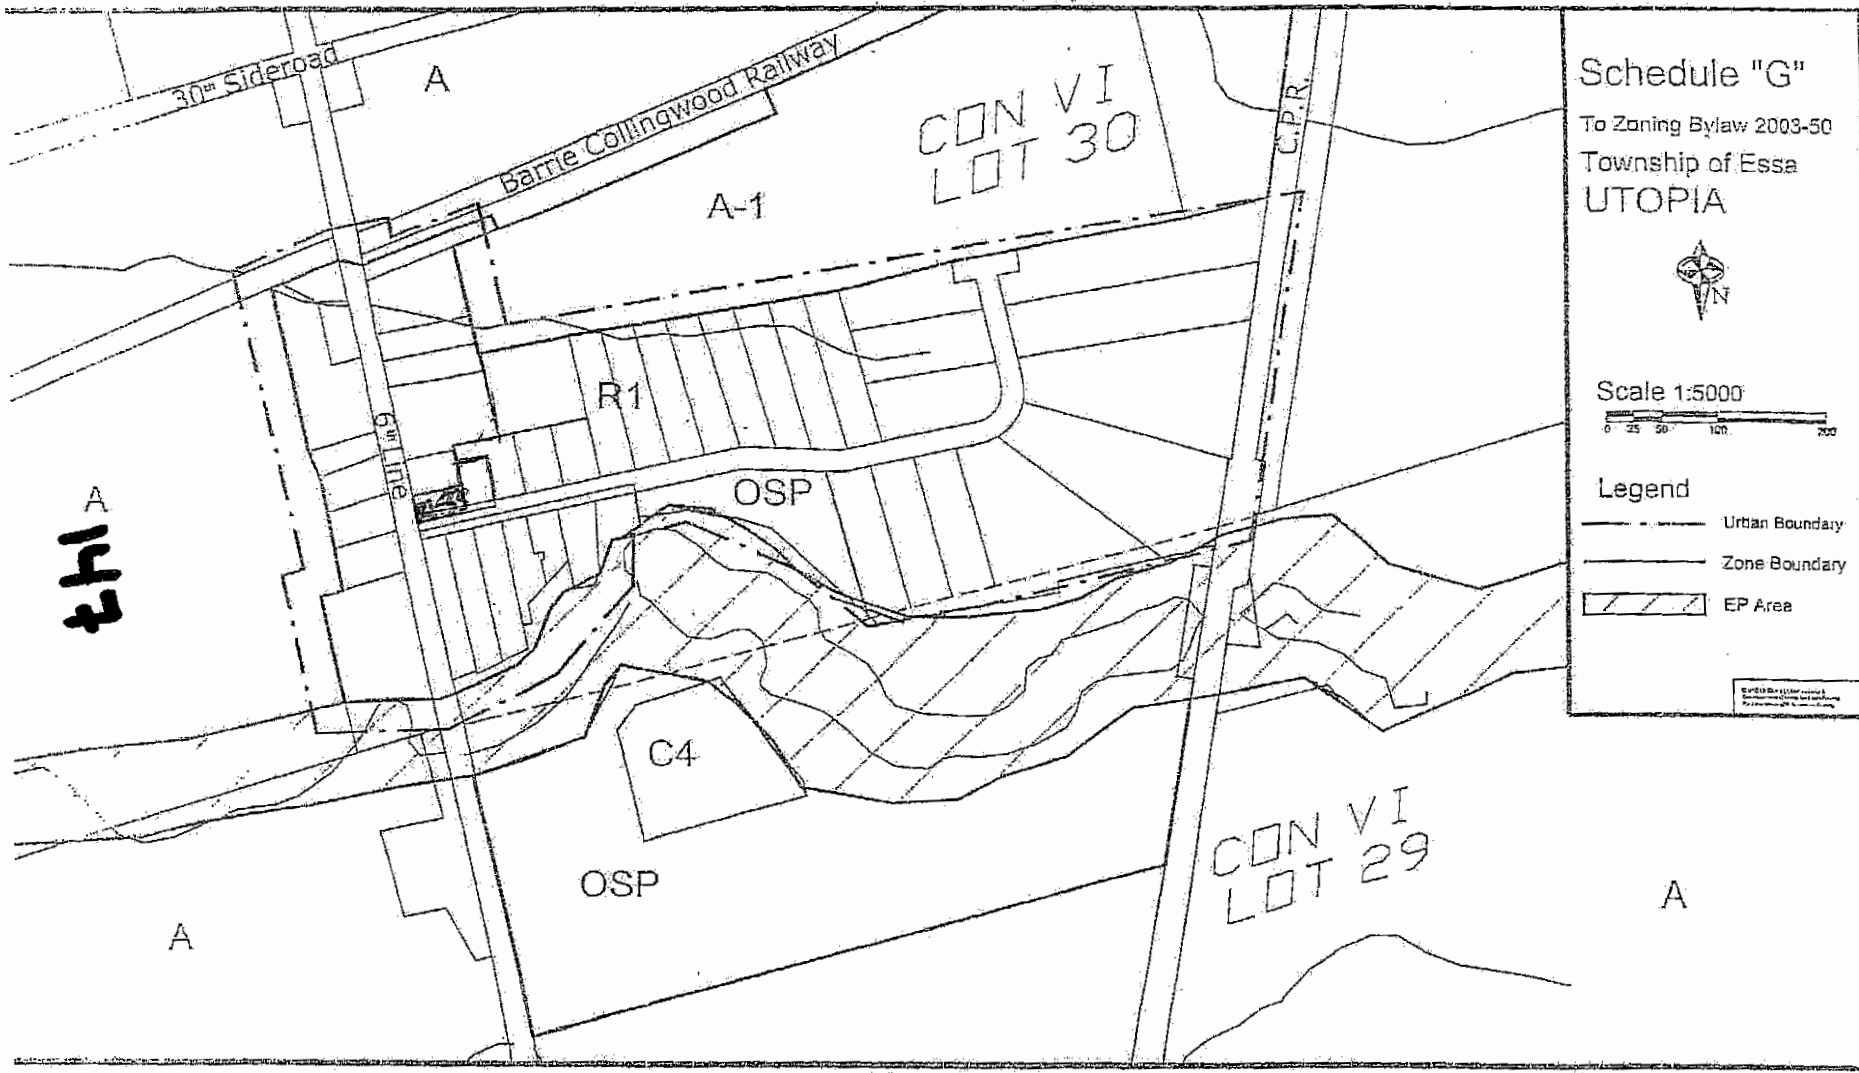 30th Sideroad
A
Barrie Collingwood Railway
CON VI
LOT 30
C.P.R.
A-1
R1
6th Line
OSP
A
147
C4
OSP
CON VI
LOT 29
A
A
Schedule "G"
To Zoning Bylaw 2003-50
Township of Essa
UTOPIA
N
Scale 1:5000
0 25 50 100 200
Legend
Urban Boundary
Zone Boundary
EP Area